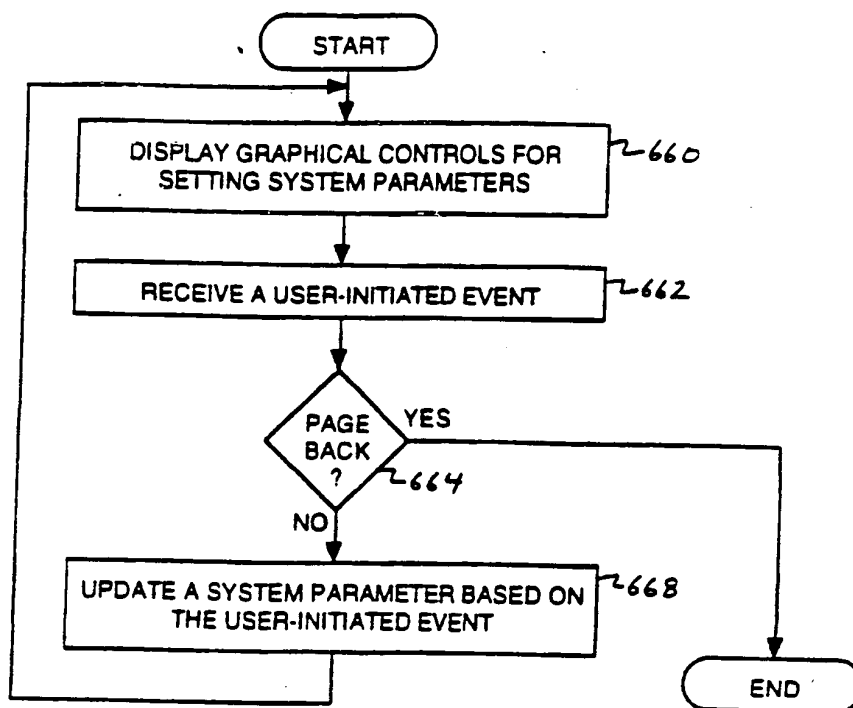 START
DISPLAY GRAPHICAL CONTROLS FOR
SETTING SYSTEM PARAMETERS
660
RECEIVE A USER-INITIATED EVENT
662
PAGE
BACK
?
YES
664
NO
UPDATE A SYSTEM PARAMETER BASED ON
THE USER-INITIATED EVENT
668
END